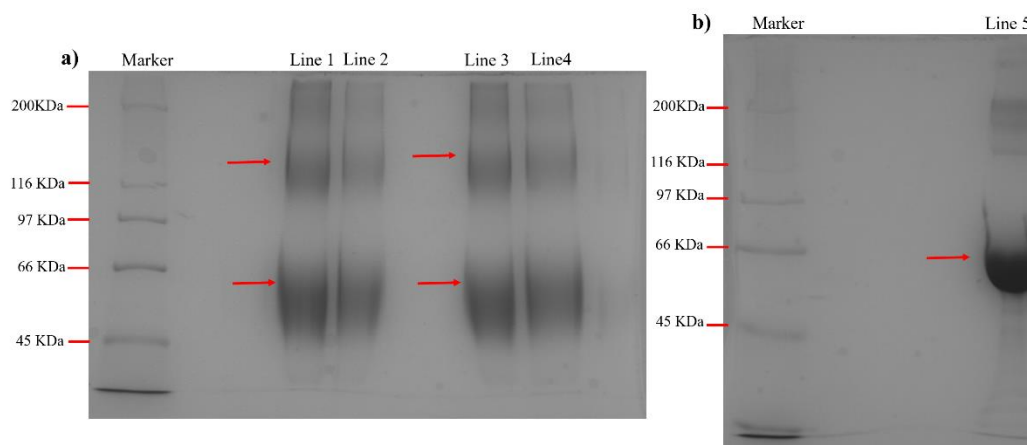 a)
Marker
Line 1
Line 2
Line 3
Line4
200KDa
116 KDa
97 KDa
66 KDa
45 KDa
b)
Marker
Line 5
200KDa
116 KDa
97 KDa
66 KDa
45 KDa